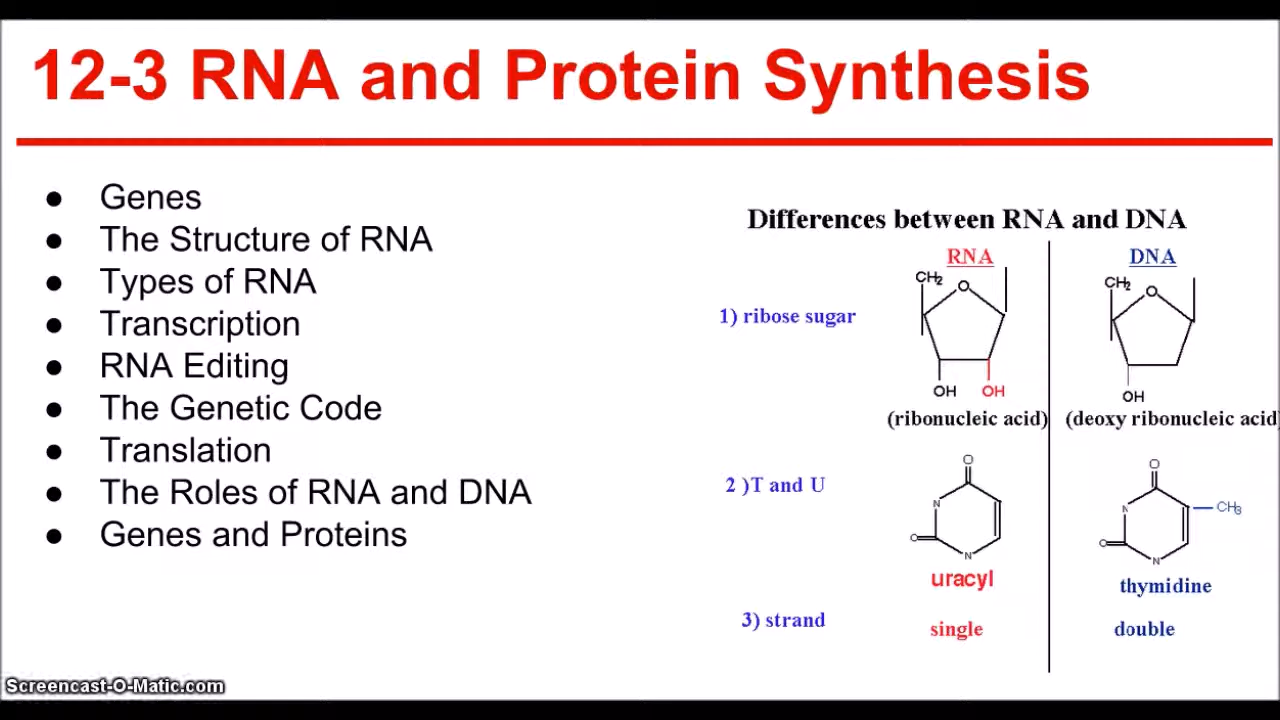 12-3 RNA and Protein Synthesis
● Genes
● The Structure of RNA
● Types of RNA
● Transcription
● RNA Editing
● The Genetic Code
● Translation
● The Roles of RNA and DNA
● Genes and Proteins
Differences between RNA and DNA
RNA
DNA
1) ribose sugar
CH2
O
OH
OH
CH2
O
OH
(ribonucleic acid)
(deoxy ribonucleic acid)
2 )T and U
O
N
O
N
uracyl
O
N
CH3
O
N
thymidine
3) strand
single
double
Screencast-O-Matic.com